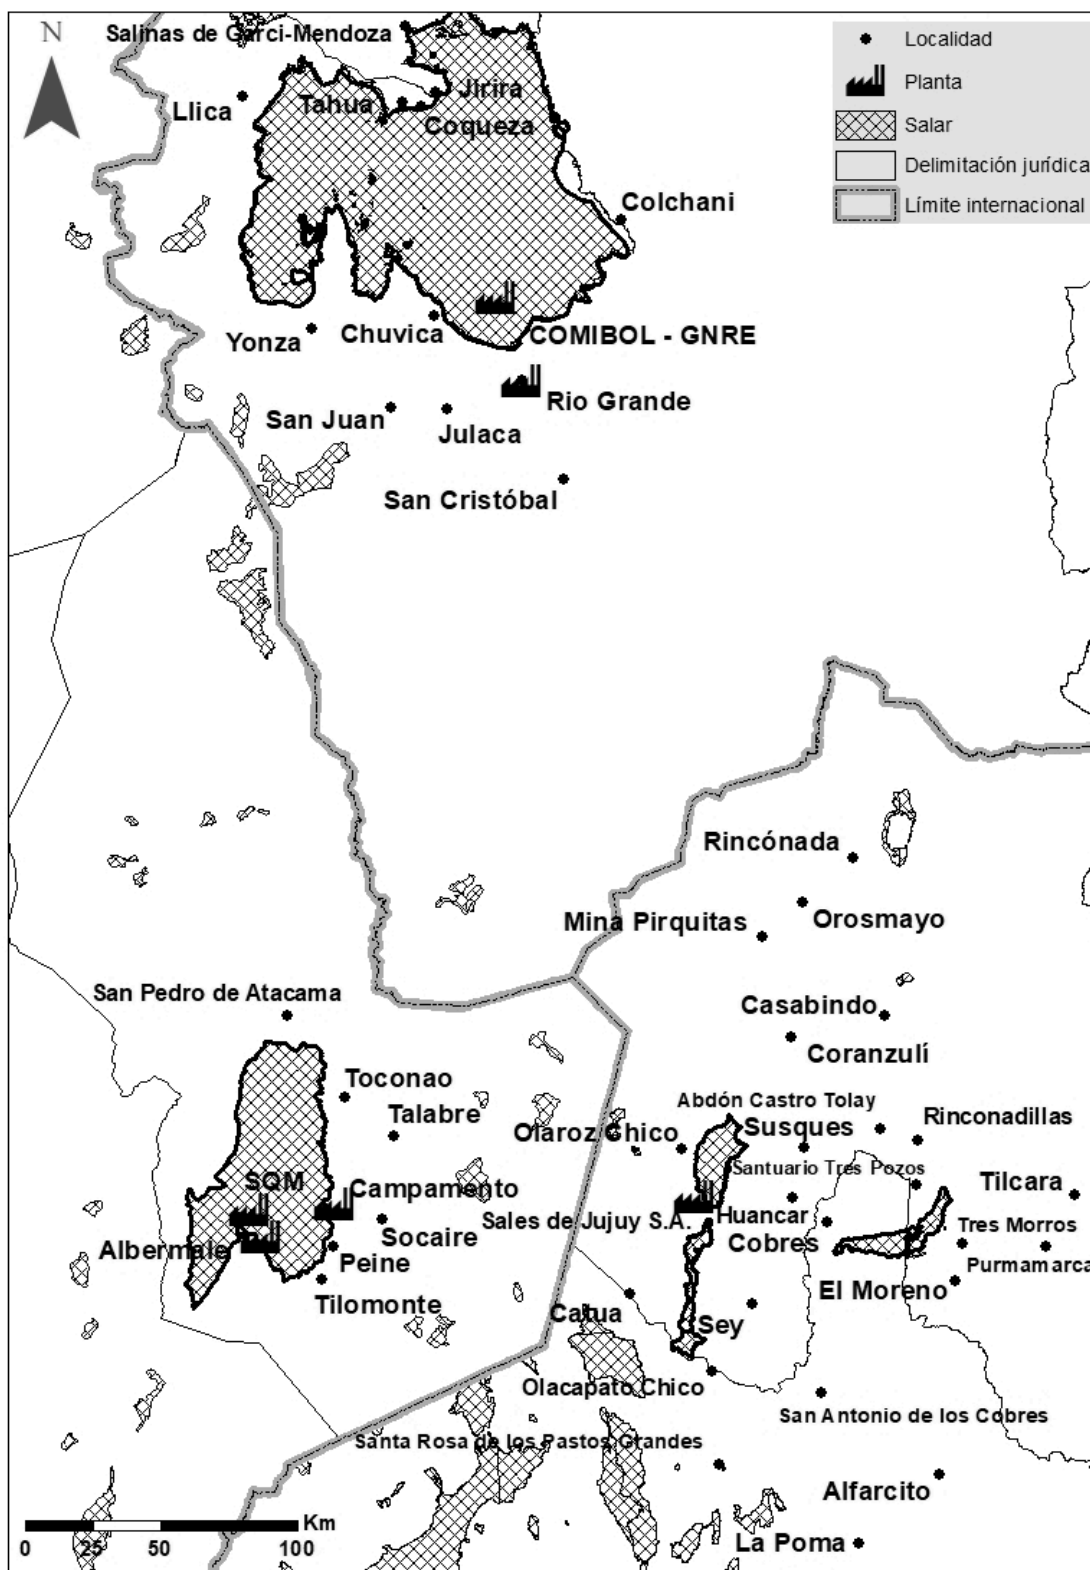 N
Salinas de Garci-Mendoza
Llica
Tahua
Jirira
Coqueza
Colchani
Localidad
Planta
Salar
Delimitación jurídica
Límite internacional
Yonza
Chuvica
COMIBOL - GNRE
Rio Grande
San Juan
Julaca
San Cristóbal
Rincónada
Mina Pirquitas
Orosmayo
San Pedro de Atacama
Casabindo
Coranzulí
Toconao
Talabre
Abdón Castro Tolay
Olaroz Chico
Susques
Rinconadillas
Santuario Tres Pozos
Tilcara
SQM
Campamento
Sales de Jujuy S.A.
Huancar
Albermale
Socaire
Cobres
Tres Morros
Peine
Purmamarca
Tilomonte
El Moreno
Catua
Sey
Olacapato Chico
San Antonio de los Cobres
Santa Rosa de los Pastos Grandes
Alfarcito
La Poma
Km
0 25 50 100